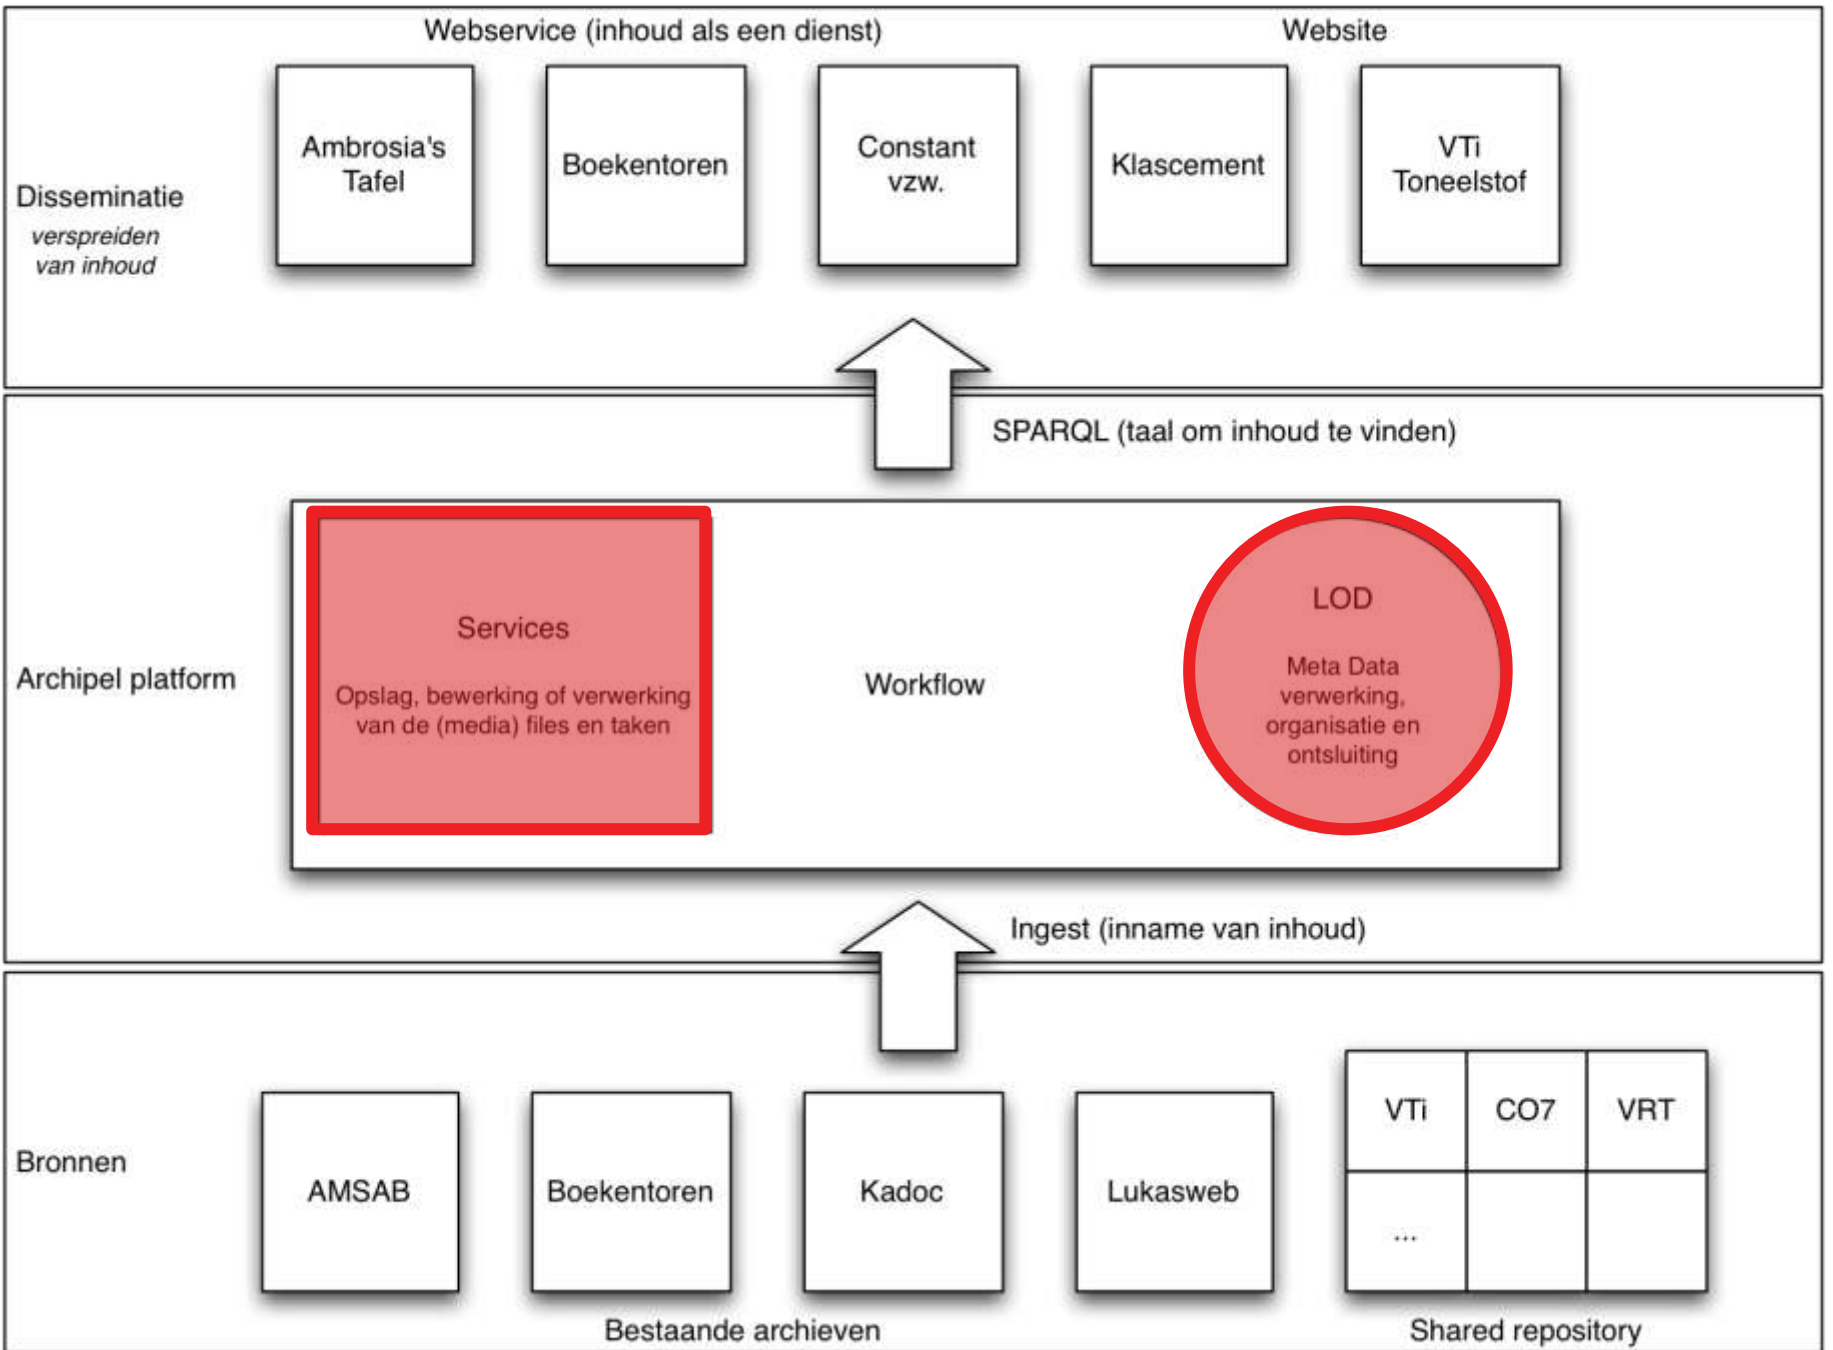 Webservice (inhoud als een dienst)
Website
Ambrosia's
Tafel
Boekentoren
Constant
vzw.
Klascement
VTi
Toneelstof
Disseminatie
verspreiden
van inhoud
SPARQL (taal om inhoud te vinden)
Archipel platform
Services
Opslag, bewerking of verwerking
van de (media) files en taken
Workflow
LOD
Meta Data
verwerking,
organisatie en
ontsluiting
Ingest (inname van inhoud)
Bronnen
AMSAB
Boekentoren
Kadoc
Lukasweb
VTi
CO7
VRT
...
Bestaande archieven
Shared repository